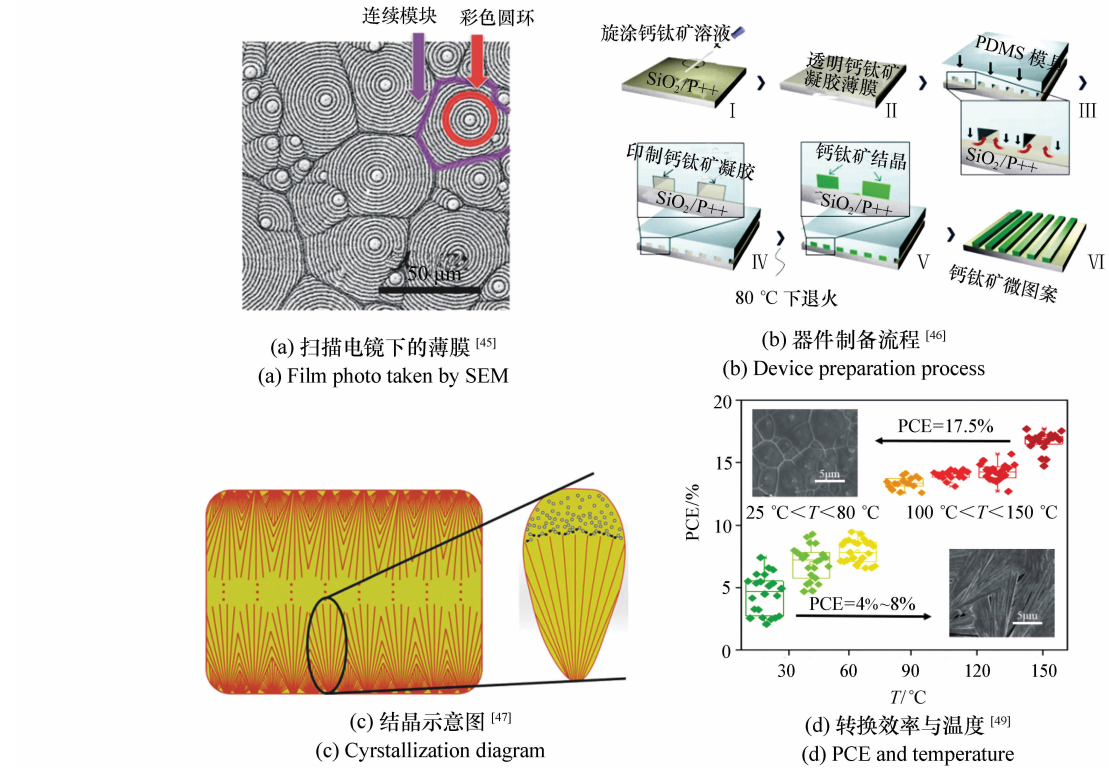 连续模块 彩色圆环
50 μm
(a) 扫描电镜下的薄膜 [45]
(a) Film photo taken by SEM
旋涂钙钛矿溶液
SiO2/P++
I
透明钙钛矿
凝胶薄膜
II
PDMS 模具
SiO2/P++
III
印制钙钛矿凝胶
SiO2/P++
IV
80 ℃ 下退火
钙钛矿结晶
SiO2/P++
V
钙钛矿微图案
VI
(b) 器件制备流程 [46]
(b) Device preparation process
(c) 结晶示意图 [47]
(c) Cyrstallization diagram
PCE/%
20
15
10
5
0
5μm
PCE=17.5%
25 ℃<T<80 ℃
100 ℃<T<150 ℃
PCE=4%~8%
5μm
30 60 90 120 150
T/℃
(d) 转换效率与温度 [49]
(d) PCE and temperature